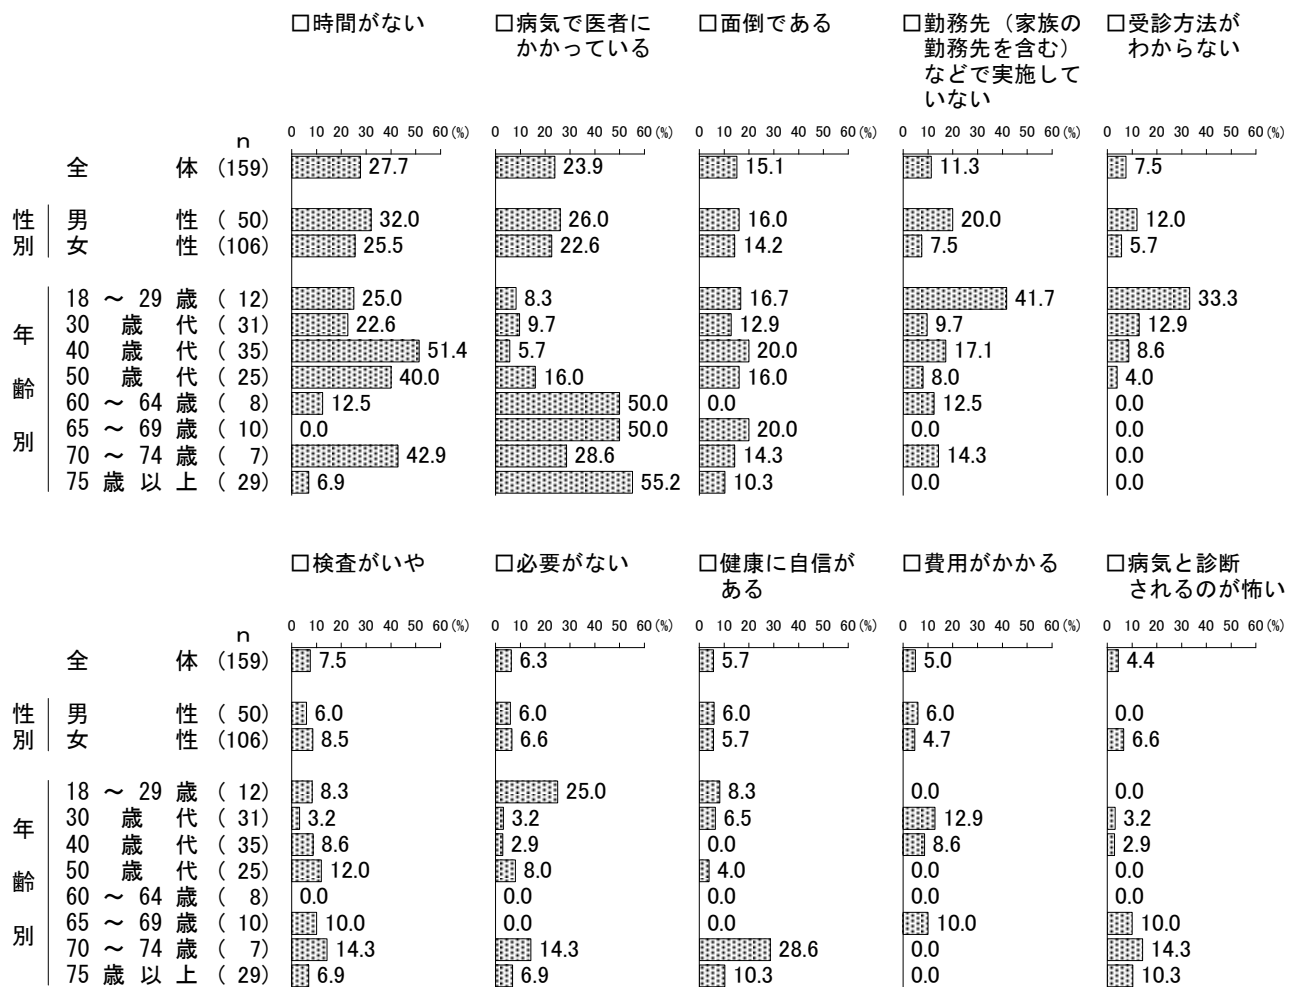 □時間がない □病気で医者に □面倒である □勤務先（家族の □受診方法が
かかっている 勤務先を含む） わからない
などで実施して
いない
n 0 10 20 30 40 50 60(%) 0 10 20 30 40 50 60(%) 0 10 20 30 40 50 60(%) 0 10 20 30 40 50 60(%) 0 10 20 30 40 50 60(%)
全体 (159) 27.7 23.9 15.1 11.3 7.5
性別
男性 ( 50) 32.0 26.0 16.0 20.0 12.0
女性 (106) 25.5 22.6 14.2 7.5 5.7
年齢別
18 ～ 29 歳 ( 12) 25.0 8.3 16.7 41.7 33.3
30 歳代 ( 31) 22.6 9.7 12.9 9.7 12.9
40 歳代 ( 35) 51.4 5.7 20.0 17.1 8.6
50 歳代 ( 25) 40.0 16.0 16.0 8.0 4.0
60 ～ 64 歳 ( 8) 12.5 50.0 0.0 12.5 0.0
65 ～ 69 歳 ( 10) 0.0 50.0 20.0 0.0 0.0
70 ～ 74 歳 ( 7) 42.9 28.6 14.3 14.3 0.0
75 歳以上 ( 29) 6.9 55.2 10.3 0.0 0.0
□検査がいや □必要がない □健康に自信が □費用がかかる □病気と診断
ある されるのが怖い
n 0 10 20 30 40 50 60(%) 0 10 20 30 40 50 60(%) 0 10 20 30 40 50 60(%) 0 10 20 30 40 50 60(%) 0 10 20 30 40 50 60(%)
全体 (159) 7.5 6.3 5.7 5.0 4.4
性別
男性 ( 50) 6.0 6.0 6.0 6.0 0.0
女性 (106) 8.5 6.6 5.7 4.7 6.6
年齢別
18 ～ 29 歳 ( 12) 8.3 25.0 8.3 0.0 0.0
30 歳代 ( 31) 3.2 3.2 6.5 12.9 3.2
40 歳代 ( 35) 8.6 2.9 0.0 8.6 2.9
50 歳代 ( 25) 12.0 8.0 4.0 0.0 0.0
60 ～ 64 歳 ( 8) 0.0 0.0 0.0 0.0 0.0
65 ～ 69 歳 ( 10) 10.0 0.0 0.0 10.0 10.0
70 ～ 74 歳 ( 7) 14.3 14.3 28.6 0.0 14.3
75 歳以上 ( 29) 6.9 6.9 10.3 0.0 10.3